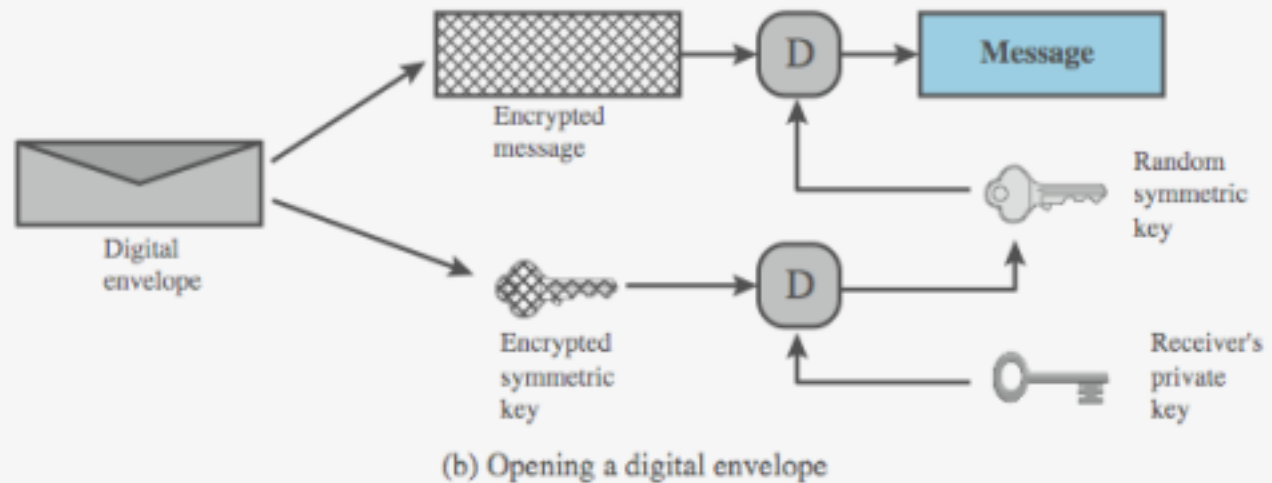 D
Message
Encrypted
message
Digital
envelope
Random
symmetric
key
D
Encrypted
symmetric
key
Receiver's
private
key
(b) Opening a digital envelope